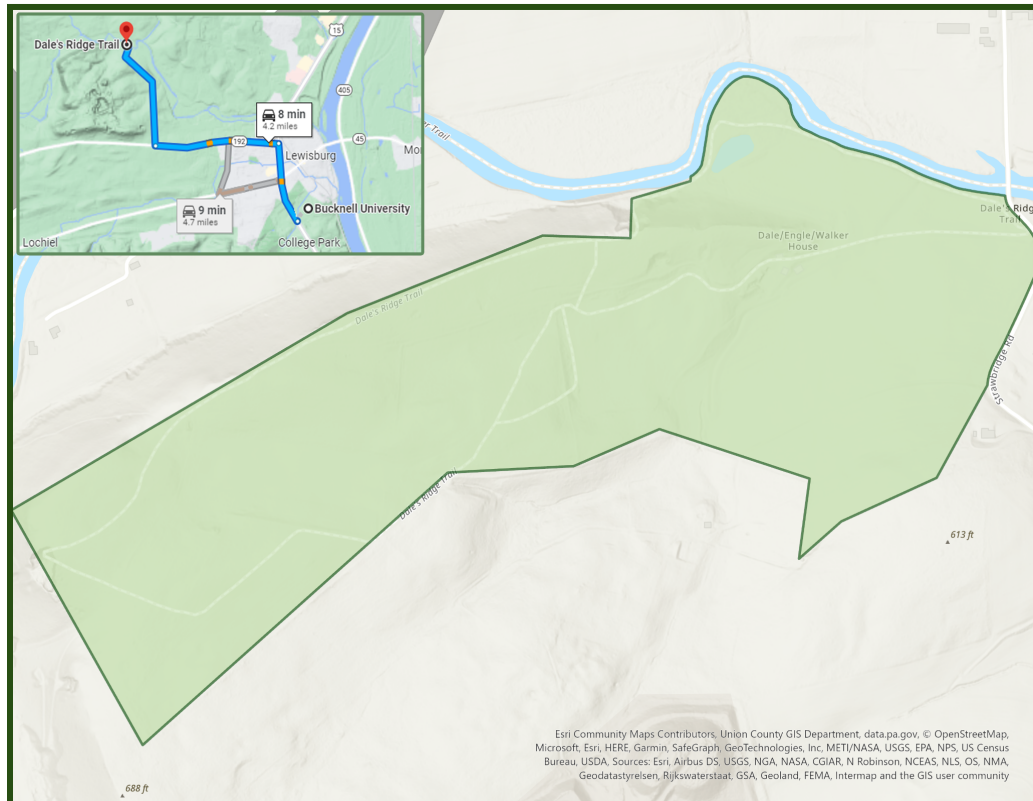 Dale's Ridge Trail
15
405
8 min
4.2 miles
192
45
Lewisburg
Mo
9 min
4.7 miles
Bucknell University
Lochiel
College Park
er Trail
Dale's Ridg
Trail
Dale/Engle/Walker
House
Dale's Ridge Trail
Strawbridge Rd
Dale's Ridge Trail
613 ft
688 ft
Esri Community Maps Contributors, Union County GIS Department, data.pa.gov, © OpenStreetMap,
Microsoft, Esri, HERE, Garmin, SafeGraph, GeoTechnologies, Inc, METI/NASA, USGS, EPA, NPS, US Census
Bureau, USDA, Sources: Esri, Airbus DS, USGS, NGA, NASA, CGIAR, N Robinson, NCEAS, NLS, OS, NMA,
Geodatastyrelsen, Rijkswaterstaat, GSA, Geoland, FEMA, Intermap and the GIS user community